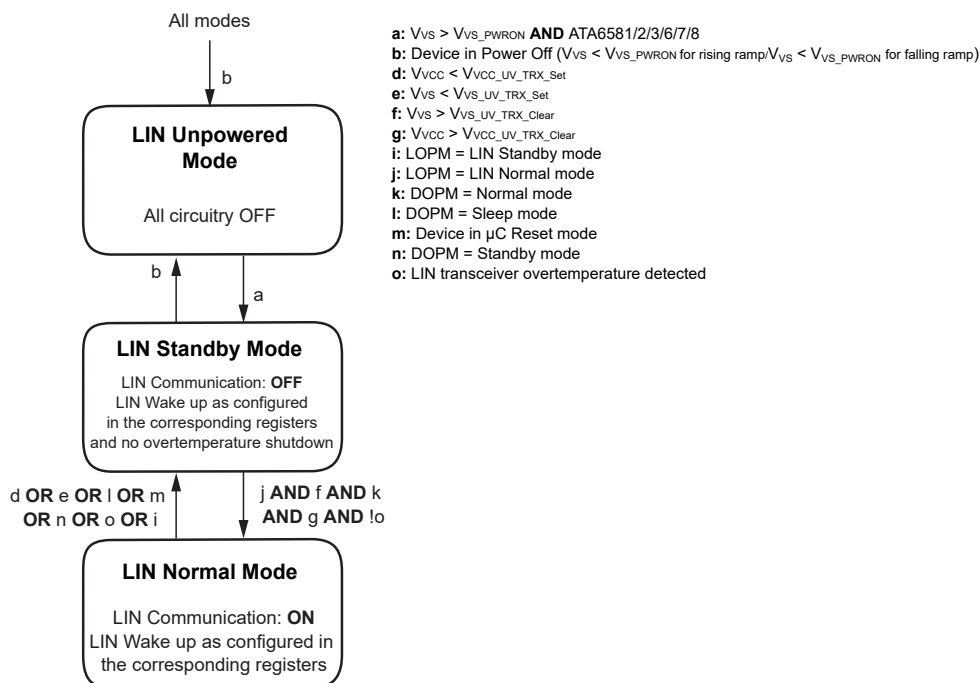 All modes
b
LIN Unpowered
Mode
All circuitry OFF
b
a
LIN Standby Mode
LIN Communication: OFF
LIN Wake up as configured
in the corresponding registers
and no overtemperature shutdown
d OR e OR l OR m
OR n OR o OR i
j AND f AND k
AND g AND !o
LIN Normal Mode
LIN Communication: ON
LIN Wake up as configured in
the corresponding registers
a: VVS > VVS_PWRON AND ATA6581/2/3/6/7/8
b: Device in Power Off (VVS < VVS_PWRON for rising ramp/VVS < VVS_PWRON for falling ramp)
d: VVCC < VVCC_UV_TRX_Set
e: VVS < VVS_UV_TRX_Set
f: VVS > VVS_UV_TRX_Clear
g: VVCC > VVCC_UV_TRX_Clear
i: LOPM = LIN Standby mode
j: LOPM = LIN Normal mode
k: DOPM = Normal mode
l: DOPM = Sleep mode
m: Device in µC Reset mode
n: DOPM = Standby mode
o: LIN transceiver overtemperature detected